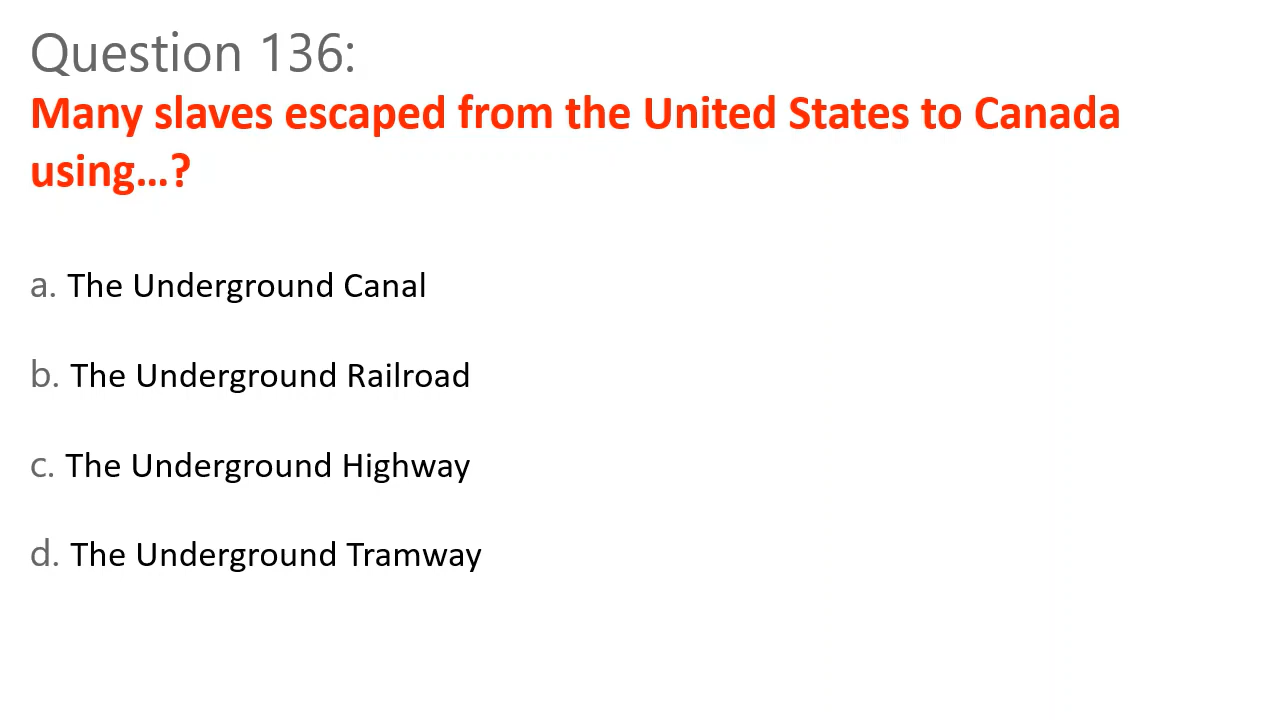 Question 136:
Many slaves escaped from the United States to Canada
using...?
a. The Underground Canal
b. The Underground Railroad
c. The Underground Highway
d. The Underground Tramway